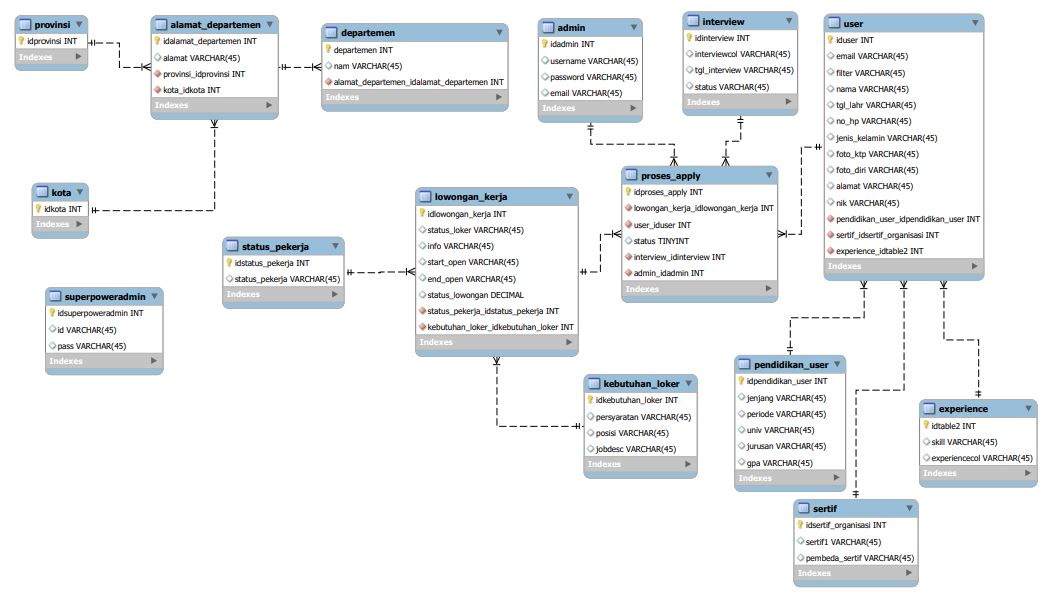 provinsi
idprovinsi INT
Indexes
alamat_departemen
idalamat_departemen INT
alamat VARCHAR(45)
provinsi_idprovinsi INT
kota_idkota INT
Indexes
departemen
departemen INT
nam VARCHAR(45)
alamat_departemen_idalamat_departemen INT
Indexes
admin
idadmin INT
username VARCHAR(45)
password VARCHAR(45)
email VARCHAR(45)
Indexes
interview
idinterview INT
interviewcol VARCHAR(45)
tgl_interview VARCHAR(45)
status VARCHAR(45)
Indexes
user
iduser INT
email VARCHAR(45)
filter VARCHAR(45)
nama VARCHAR(45)
tgl_lahr VARCHAR(45)
no_hp VARCHAR(45)
jenis_kelamin VARCHAR(45)
foto_ktp VARCHAR(45)
foto_diri VARCHAR(45)
alamat VARCHAR(45)
nik VARCHAR(45)
pendidikan_user_idpendidikan_user INT
sertif_idsertif_organisasi INT
experience_idtable2 INT
Indexes
kota
idkota INT
Indexes
status_pekerja
idstatus_pekerja INT
status_pekerja VARCHAR(45)
Indexes
lowongan_kerja
idlowongan_kerja INT
status_loker VARCHAR(45)
info VARCHAR(45)
start_open VARCHAR(45)
end_open VARCHAR(45)
status_lowongan DECIMAL
status_pekerja_idstatus_pekerja INT
kebutuhan_loker_idkebutuhan_loker INT
Indexes
proses_apply
idproses_apply INT
lowongan_kerja_idlowongan_kerja INT
user_iduser INT
status TINYINT
interview_idinterview INT
admin_idadmin INT
Indexes
superpoweradmin
idsuperpoweradmin INT
id VARCHAR(45)
pass VARCHAR(45)
Indexes
kebutuhan_loker
idkebutuhan_loker INT
persyaratan VARCHAR(45)
posisi VARCHAR(45)
jobdesc VARCHAR(45)
Indexes
pendidikan_user
idpendidikan_user INT
jenjang VARCHAR(45)
periode VARCHAR(45)
univ VARCHAR(45)
jurusan VARCHAR(45)
gpa VARCHAR(45)
Indexes
experience
idtable2 INT
skill VARCHAR(45)
experiencecol VARCHAR(45)
Indexes
sertif
idsertif_organisasi INT
sertif1 VARCHAR(45)
pembeda_sertif VARCHAR(45)
Indexes